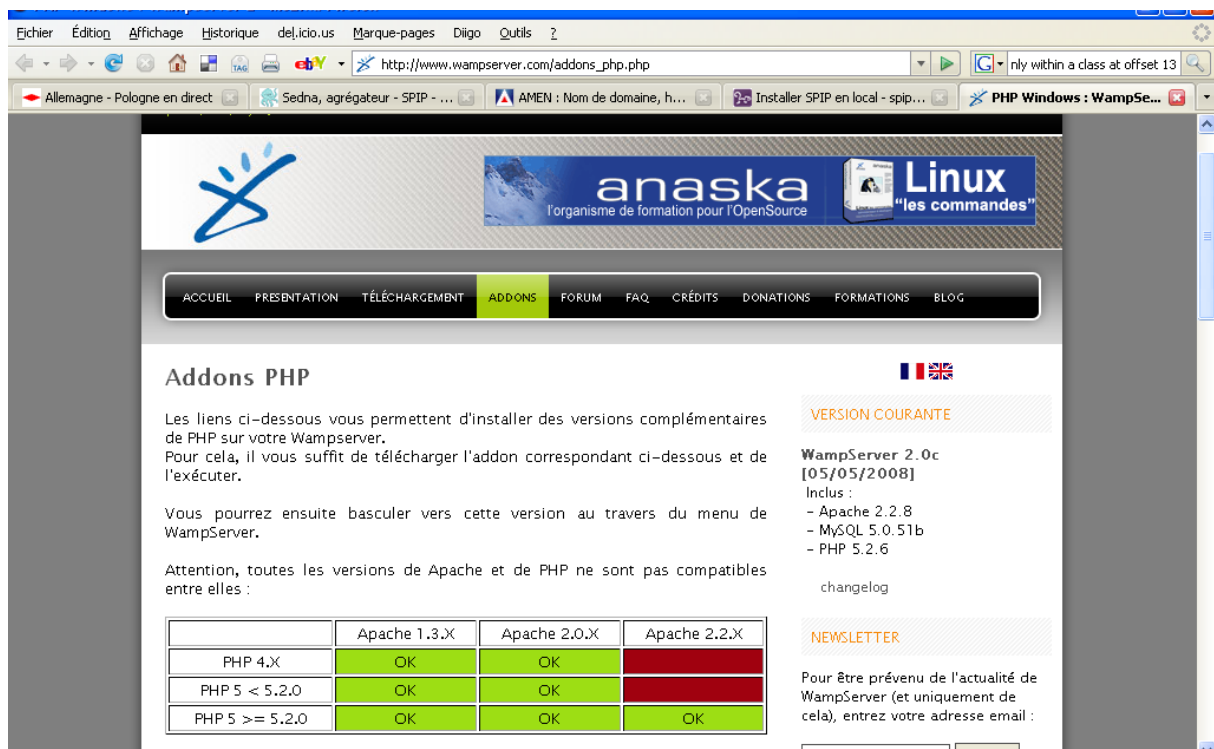 Fichier Édition Affichage Historique del.icio.us Marque-pages Diigo Outils ?
TAG ebY http://www.wampserver.com/addons_php.php G nly within a class at offset 13
Allemagne - Pologne en direct Sedna, agrégateur - SPIP - ... AMEN : Nom de domaine, h... Installer SPIP en local - spip... PHP Windows : WampSe...
anaska
l'organisme de formation pour l'OpenSource
Linux
"les commandes"
ACCUEIL PRESENTATION TÉLÉCHARGEMENT ADDONS FORUM FAQ CRÉDITS DONATIONS FORMATIONS BLOG
Addons PHP
Les liens ci-dessous vous permettent d'installer des versions complémentaires
de PHP sur votre Wampserver.
Pour cela, il vous suffit de télécharger l'addon correspondant ci-dessous et de
l'exécuter.
Vous pourrez ensuite basculer vers cette version au travers du menu de
WampServer.
Attention, toutes les versions de Apache et de PHP ne sont pas compatibles
entre elles :
Apache 1.3.X Apache 2.0.X Apache 2.2.X
PHP 4.X OK OK
PHP 5 < 5.2.0 OK OK
PHP 5 >= 5.2.0 OK OK OK
VERSION COURANTE
WampServer 2.0c
[05/05/2008]
Inclus :
- Apache 2.2.8
- MySQL 5.0.51b
- PHP 5.2.6
changelog
NEWSLETTER
Pour être prévenu de l'actualité de
WampServer (et uniquement de
cela), entrez votre adresse email :